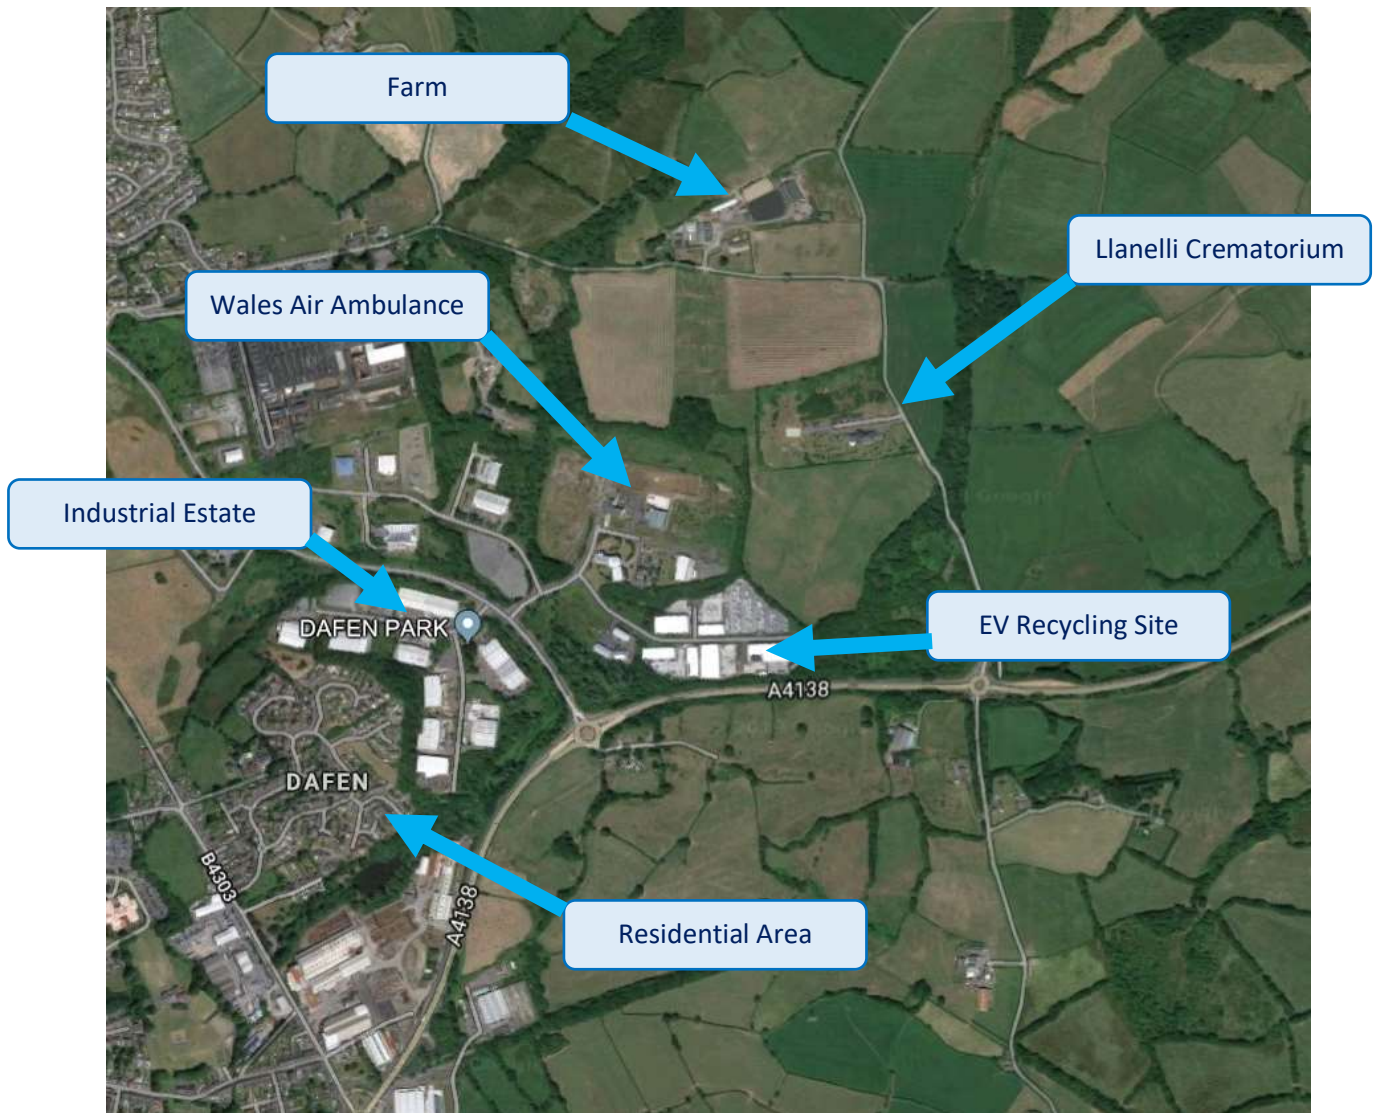 Farm
Llanelli Crematorium
Wales Air Ambulance
Industrial Estate
EV Recycling Site
DAFEN PARK
A4138
DAFEN
B4303
A4138
Residential Area